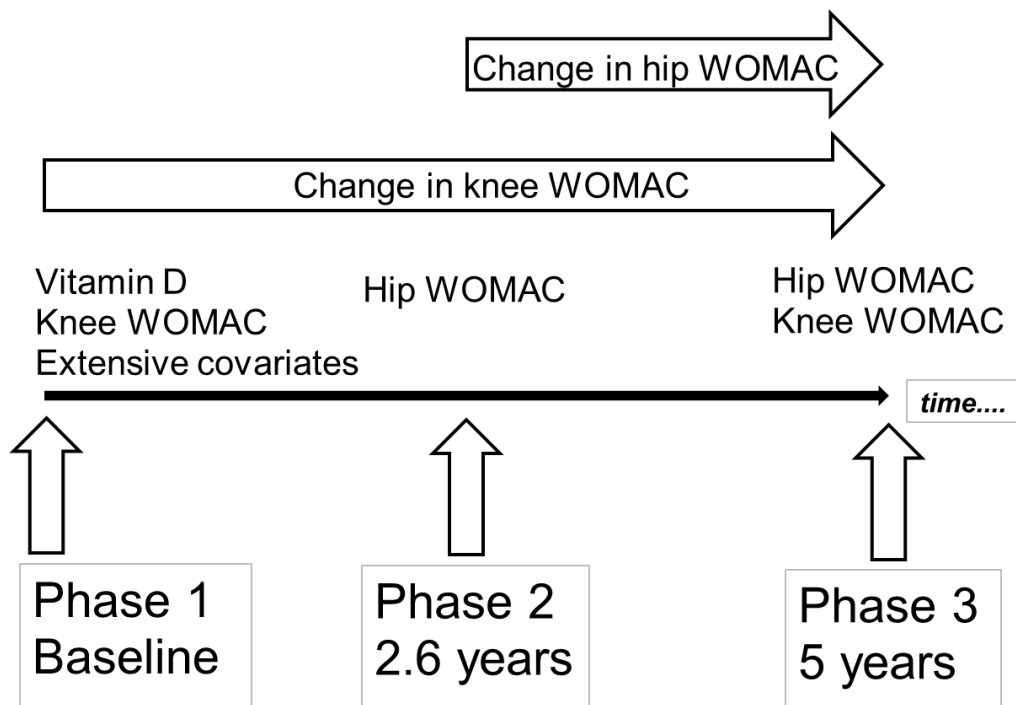 Change in hip WOMAC
Change in knee WOMAC
Vitamin D
Knee WOMAC
Extensive covariates
Hip WOMAC
Hip WOMAC
Knee WOMAC
time....
Phase 1
Baseline
Phase 2
2.6 years
Phase 3
5 years